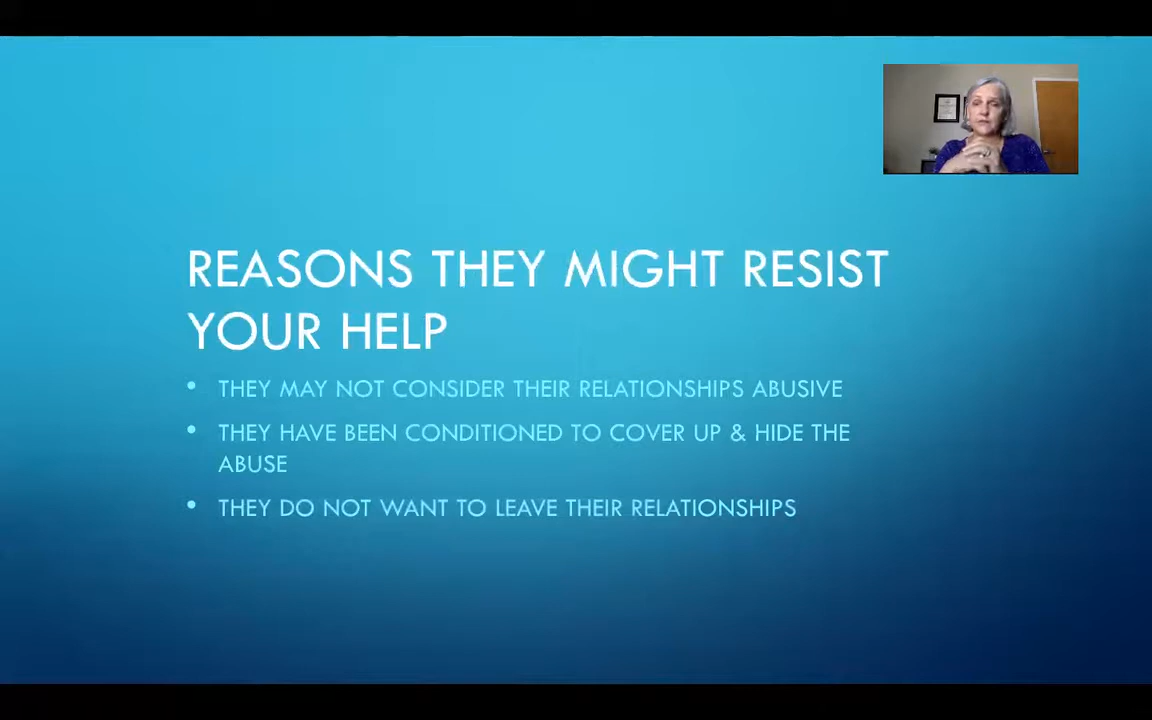 REASONS THEY MIGHT RESIST
YOUR HELP
• THEY MAY NOT CONSIDER THEIR RELATIONSHIPS ABUSIVE
• THEY HAVE BEEN CONDITIONED TO COVER UP & HIDE THE
ABUSE
• THEY DO NOT WANT TO LEAVE THEIR RELATIONSHIPS